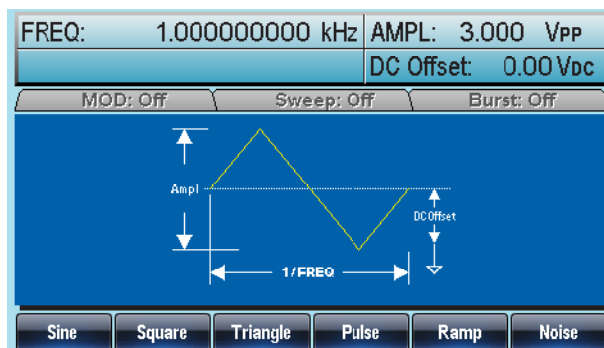 FREQ: 1.000000000 kHz AMPL: 3.000 VPP
DC Offset: 0.00 VDC
MOD: Off Sweep: Off Burst: Off
Ampl
DC Offset
1/FREQ
Sine Square Triangle Pulse Ramp Noise